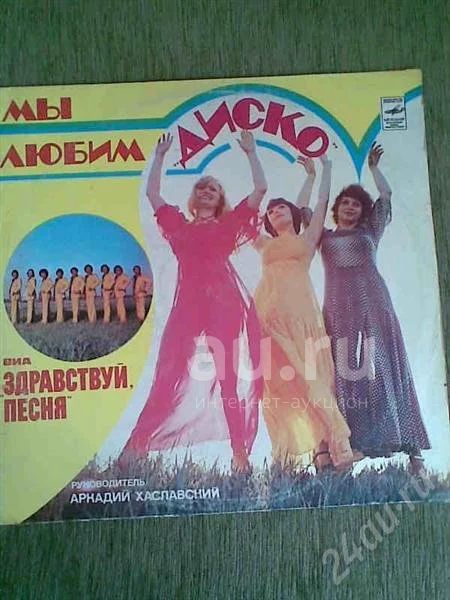 МЫ
ЛЮБИМ
„ДИСКО"
ВИА
„ЗДРАВСТВУЙ,
ПЕСНЯ"
РУКОВОДИТЕЛЬ
АРКАДИЙ ХАСЛАВСКИЙ
au.ru
интернет-аукцион
24au.ru